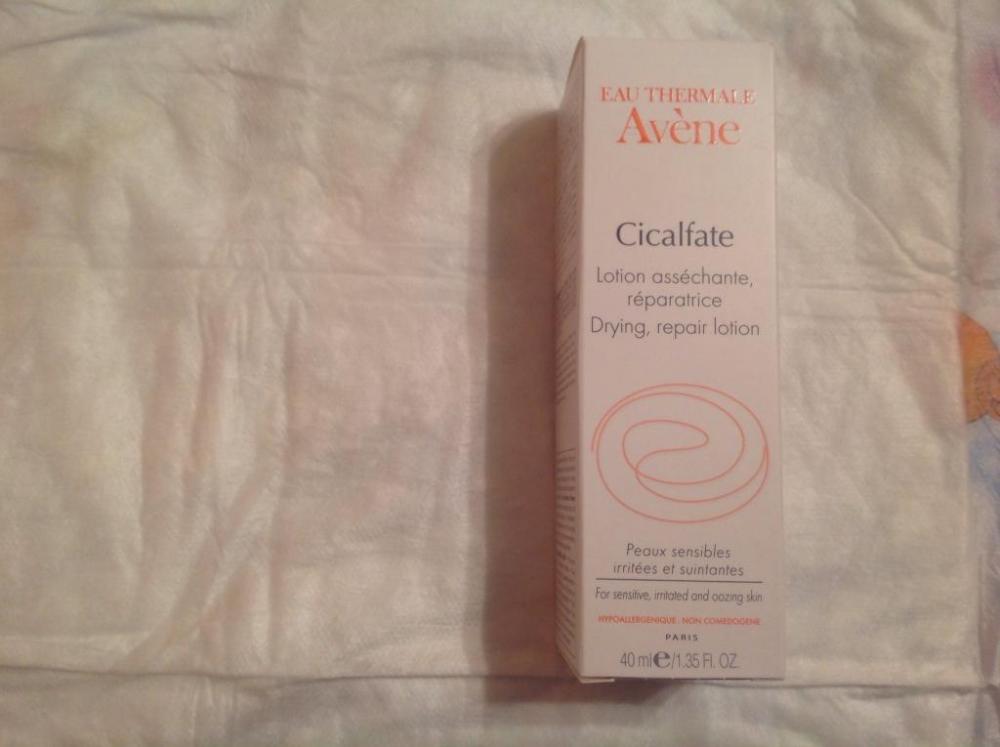 EAU THERMALE
Avène
Cicalfate
Lotion asséchante,
réparatrice
Drying, repair lotion
Peaux sensibles
irritées et suintantes
For sensitive, irritated and oozing skin
HYPOALLERGÉNIQUE . NON COMEDOGENE
PARIS
40 ml e/1.35 Fl. OZ.